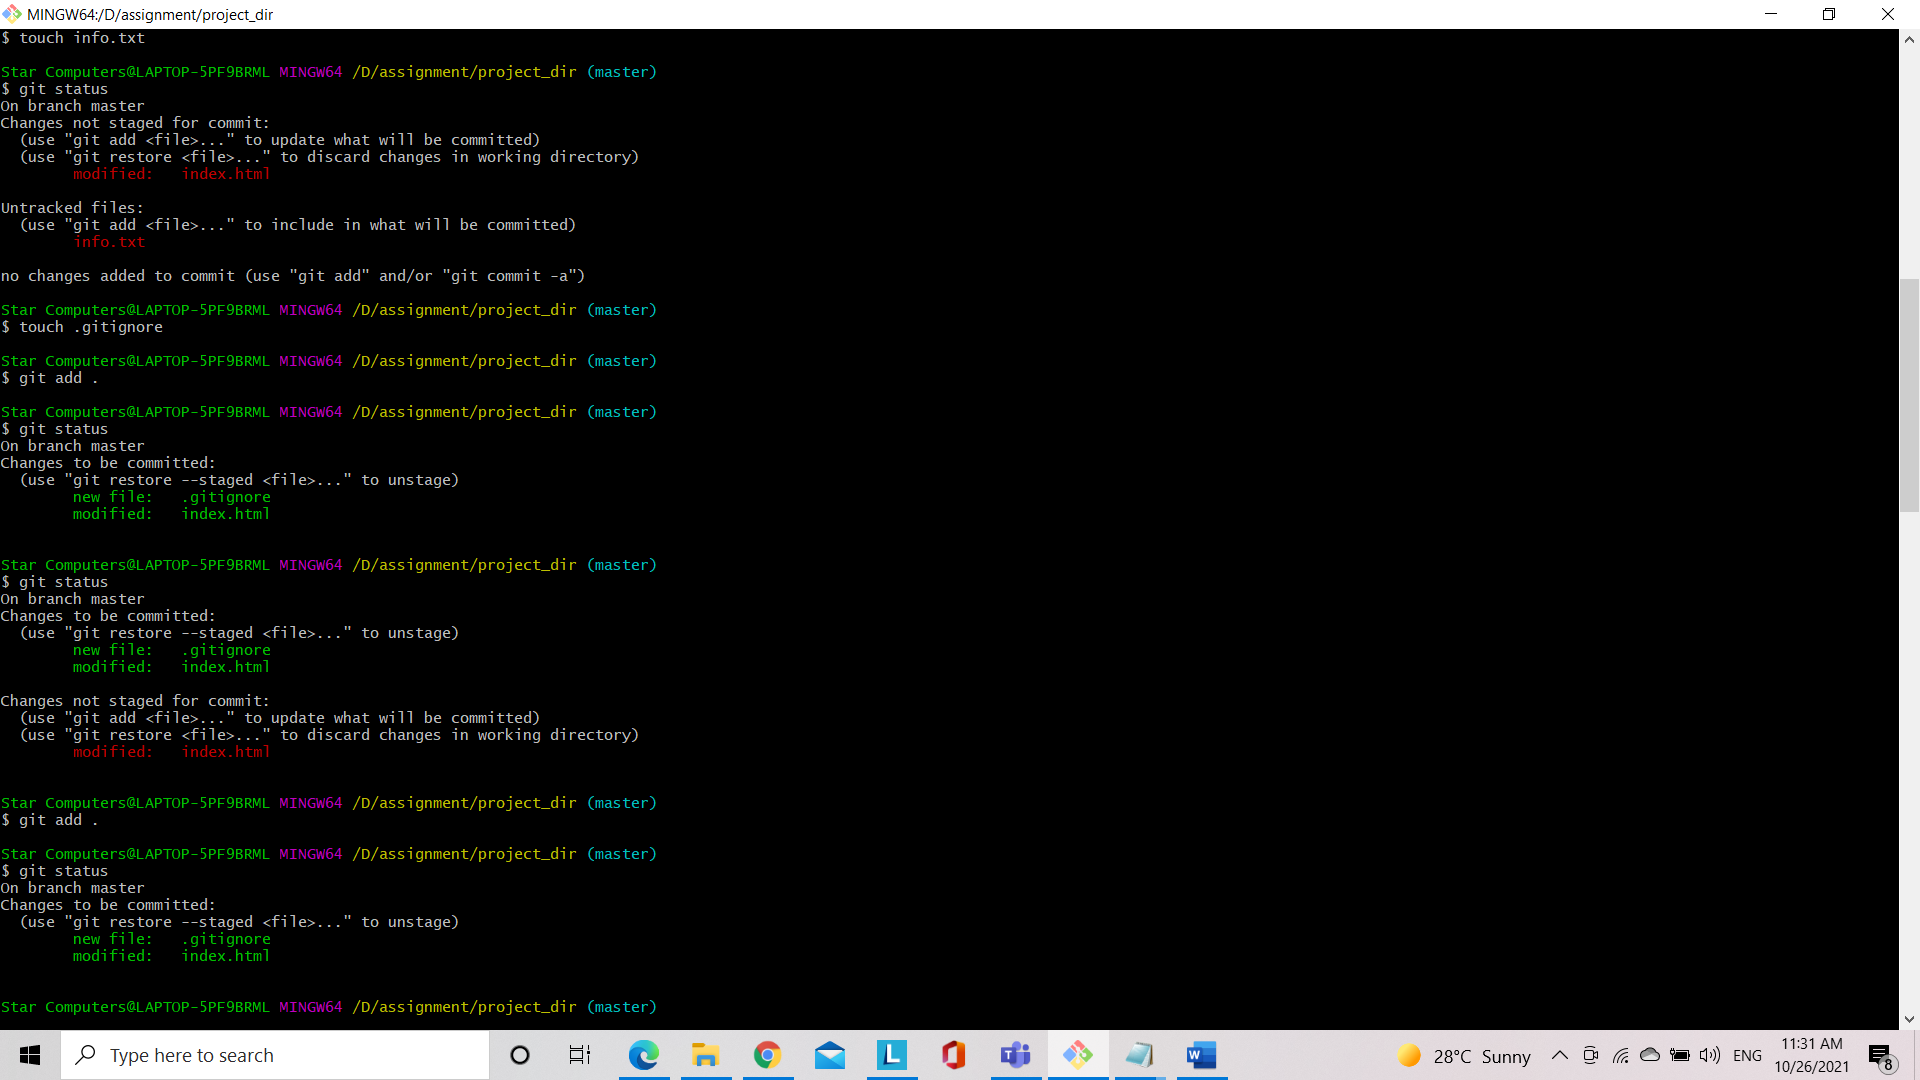 MINGW64:/D/assignment/project_dir
$ touch info.txt
Star Computers@LAPTOP-5PF9BRML MINGW64 /D/assignment/project_dir (master)
$ git status
On branch master
Changes not staged for commit:
  (use "git add <file>..." to update what will be committed)
  (use "git restore <file>..." to discard changes in working directory)
        modified:   index.html
Untracked files:
  (use "git add <file>..." to include in what will be committed)
        info.txt
no changes added to commit (use "git add" and/or "git commit -a")
Star Computers@LAPTOP-5PF9BRML MINGW64 /D/assignment/project_dir (master)
$ touch .gitignore
Star Computers@LAPTOP-5PF9BRML MINGW64 /D/assignment/project_dir (master)
$ git add .
Star Computers@LAPTOP-5PF9BRML MINGW64 /D/assignment/project_dir (master)
$ git status
On branch master
Changes to be committed:
  (use "git restore --staged <file>..." to unstage)
        new file:   .gitignore
        modified:   index.html
Star Computers@LAPTOP-5PF9BRML MINGW64 /D/assignment/project_dir (master)
$ git status
On branch master
Changes to be committed:
  (use "git restore --staged <file>..." to unstage)
        new file:   .gitignore
        modified:   index.html
Changes not staged for commit:
  (use "git add <file>..." to update what will be committed)
  (use "git restore <file>..." to discard changes in working directory)
        modified:   index.html
Star Computers@LAPTOP-5PF9BRML MINGW64 /D/assignment/project_dir (master)
$ git add .
Star Computers@LAPTOP-5PF9BRML MINGW64 /D/assignment/project_dir (master)
$ git status
On branch master
Changes to be committed:
  (use "git restore --staged <file>..." to unstage)
        new file:   .gitignore
        modified:   index.html
Star Computers@LAPTOP-5PF9BRML MINGW64 /D/assignment/project_dir (master)
Type here to search
L
T
W
28°C Sunny
ENG
11:31 AM
10/26/2021
8